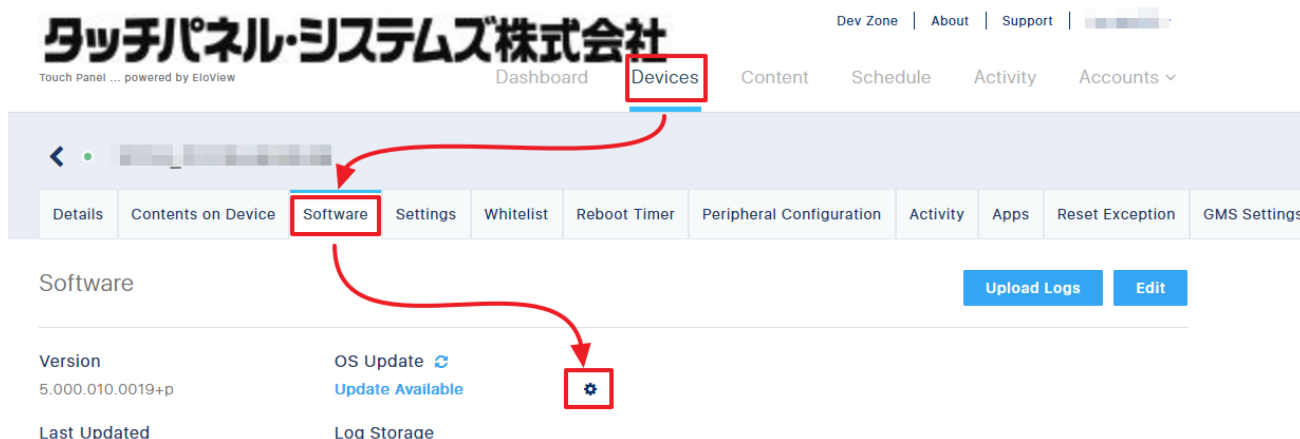 タッチパネル・システムズ株式会社
Touch Panel ... powered by EloView
Dev Zone About Support
Dashboard Devices Content Schedule Activity Accounts
Details Contents on Device Software Settings Whitelist Reboot Timer Peripheral Configuration Activity Apps Reset Exception GMS Settings
Software
Upload Logs Edit
Version OS Update
5.000.010.0019+p Update Available
Last Updated Log Storage